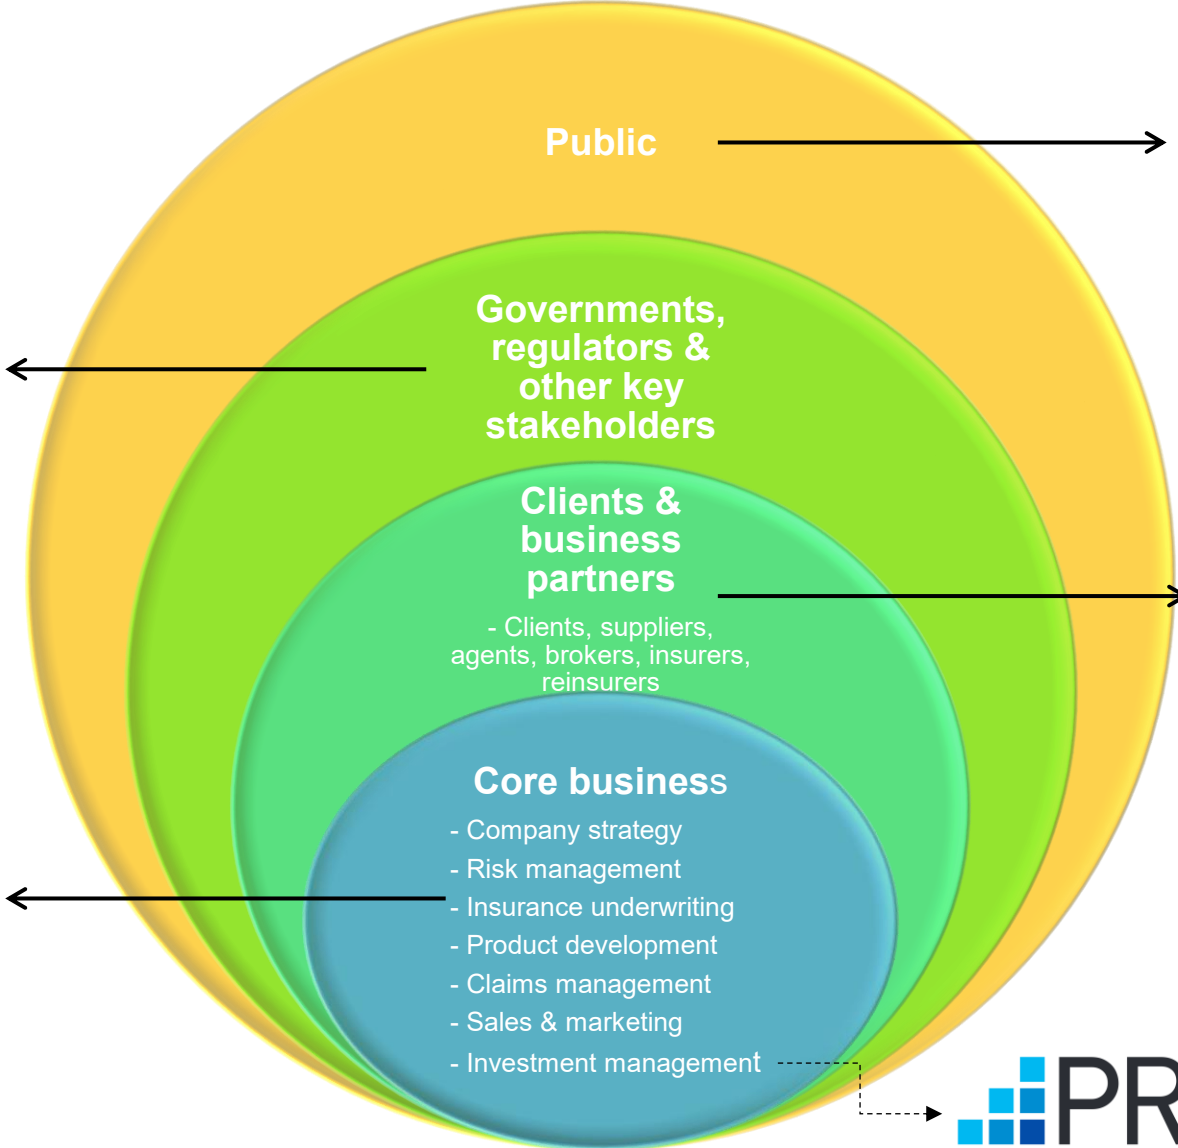 Public
Governments,
regulators &
other key
stakeholders
Clients &
business
partners
- Clients, suppliers,
agents, brokers, insurers,
reinsurers
Core business
- Company strategy
- Risk management
- Insurance underwriting
- Product development
- Claims management
- Sales & marketing
- Investment management
PR